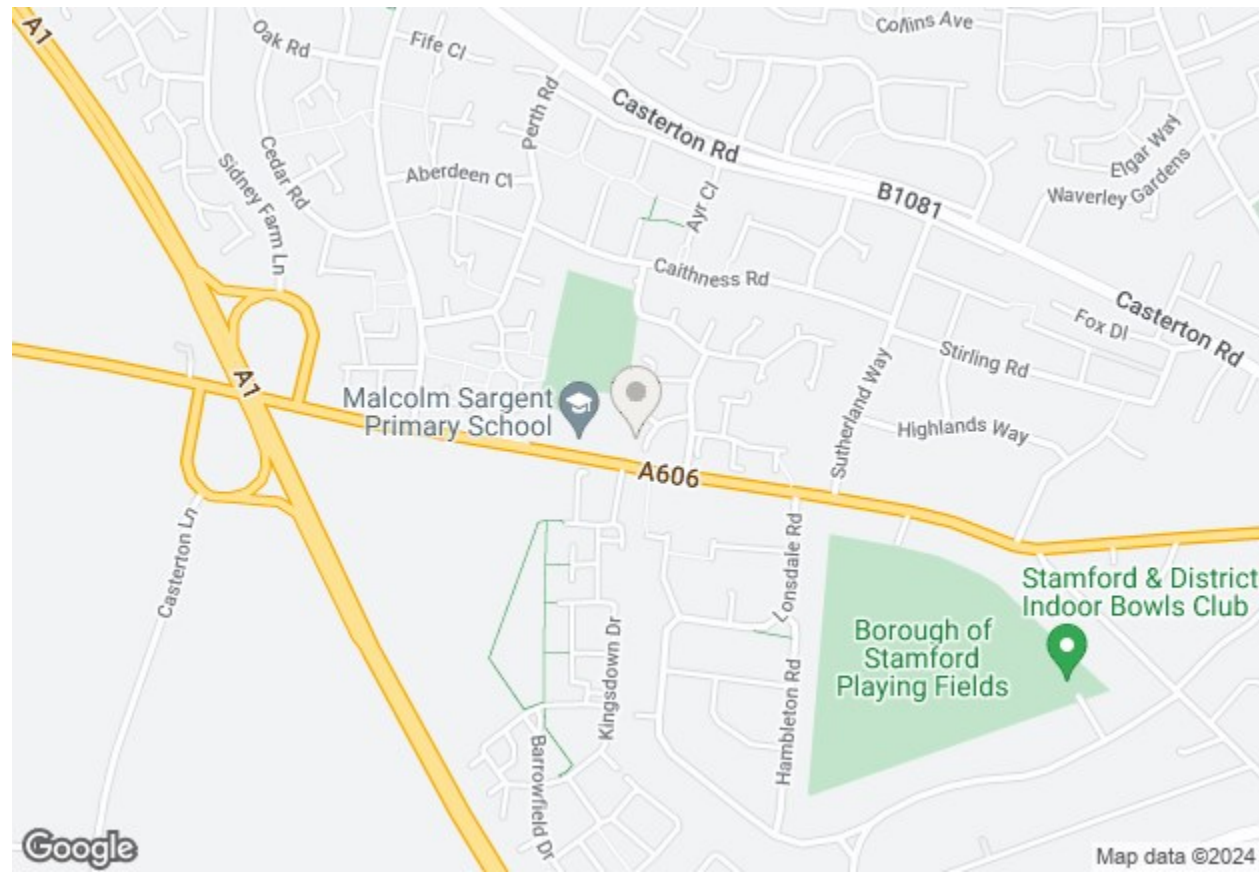 A1
Oak Rd
Fife Cl
Collins Ave
Perth Rd
Casterton Rd
Elgar Way
Waverley Gardens
Cedar Rd
Sidney Farm Ln
Aberdeen Cl
Ayr Cl
B1081
Caithness Rd
Casterton Rd
Fox Dl
Stirling Rd
A1
Malcolm Sargent
Primary School
Sutherland Way
Highlands Way
A606
Casterton Ln
Lonsdale Rd
Stamford & District
Indoor Bowls Club
Borough of
Stamford
Playing Fields
Kingsdown Dr
Hambleton Rd
Barrowfield Dr
Google
Map data ©2024